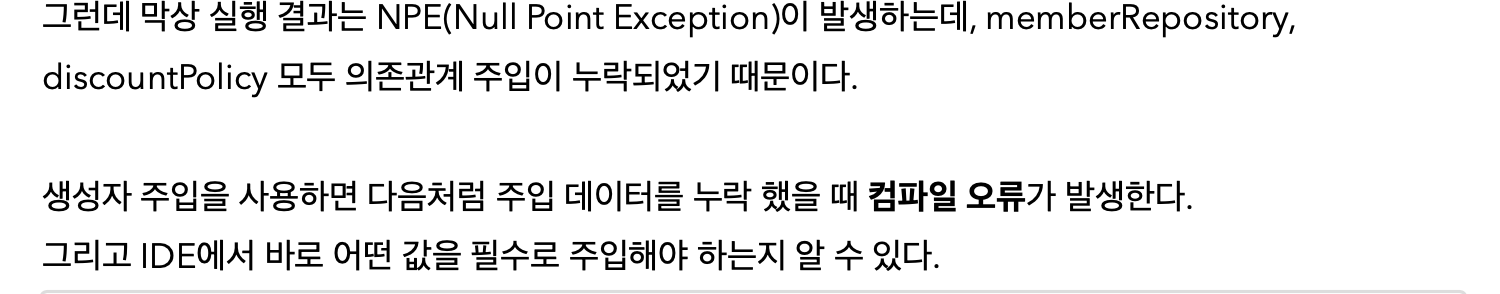 그런데 막상 실행 결과는 NPE(Null Point Exception)이 발생하는데, memberRepository,
discountPolicy 모두 의존관계 주입이 누락되었기 때문이다.
생성자 주입을 사용하면 다음처럼 주입 데이터를 누락 했을 때 컴파일 오류가 발생한다.
그리고 IDE에서 바로 어떤 값을 필수로 주입해야 하는지 알 수 있다.